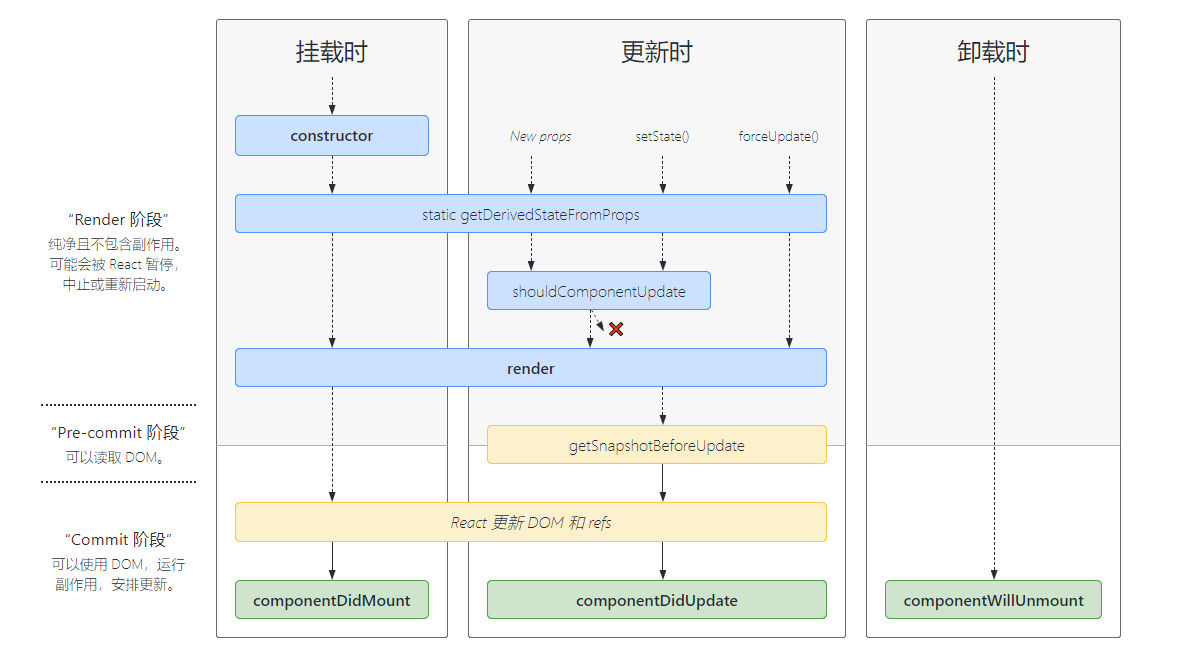 挂载时
更新时
卸载时
constructor
New props
setState()
forceUpdate()
static getDerivedStateFromProps
“Render 阶段”
纯净且不包含副作用。
可能会被 React 暂停，
中止或重新启动。
shouldComponentUpdate
render
“Pre-commit 阶段”
可以读取 DOM。
getSnapshotBeforeUpdate
React 更新 DOM 和 refs
“Commit 阶段”
可以使用 DOM，运行
副作用，安排更新。
componentDidMount
componentDidUpdate
componentWillUnmount